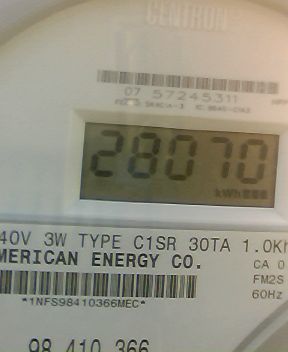 CENTRON
07 57245311
28070
kWh
40V 3W TYPE C1SR 30TA 1.0Kh
MERICAN ENERGY CO.
CA 0
FM2S
60Hz
*1NFS98410366MEC*
98 410 366